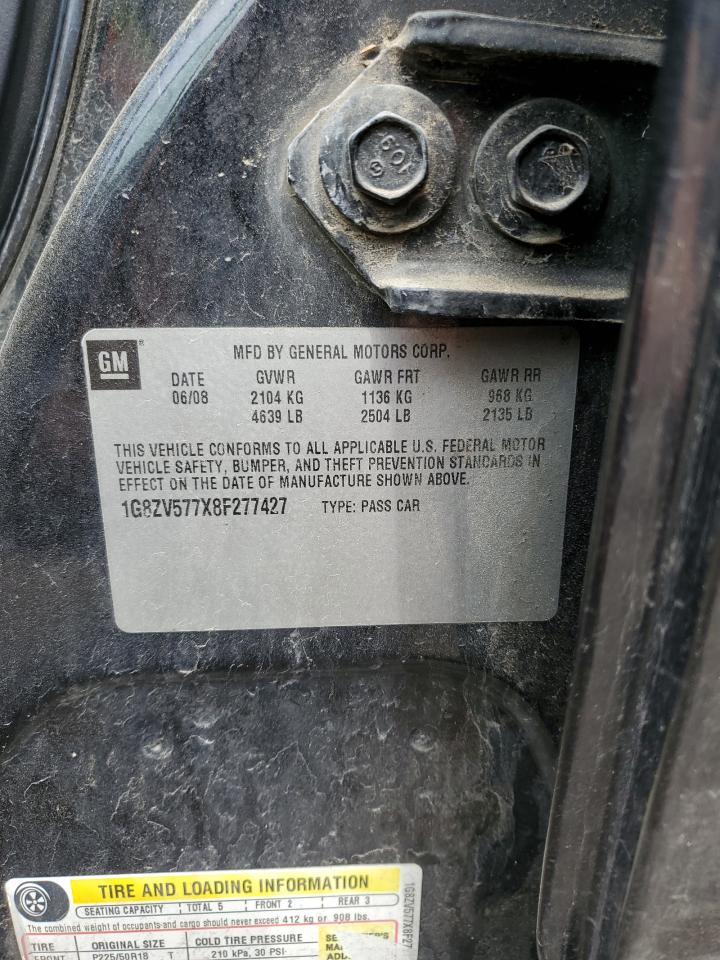 109
GM
MFD BY GENERAL MOTORS CORP.
DATE GVWR GAWR FRT GAWR RR
06/08 2104 KG 1136 KG 968 KG
4639 LB 2504 LB 2135 LB
THIS VEHICLE CONFORMS TO ALL APPLICABLE U.S. FEDERAL MOTOR
VEHICLE SAFETY, BUMPER, AND THEFT PREVENTION STANDARDS IN
EFFECT ON THE DATE OF MANUFACTURE SHOWN ABOVE.
1G8ZV577X8F277427 TYPE: PASS CAR
TIRE AND LOADING INFORMATION
SEATING CAPACITY TOTAL 5 FRONT 2 REAR 3
The combined weight of occupants and cargo should never exceed 412 kg or 908 lbs.
TIRE ORIGINAL SIZE COLD TIRE PRESSURE
FRONT P225/50R18 T 210 kPa, 30 PSI
1G8ZV577X8F27